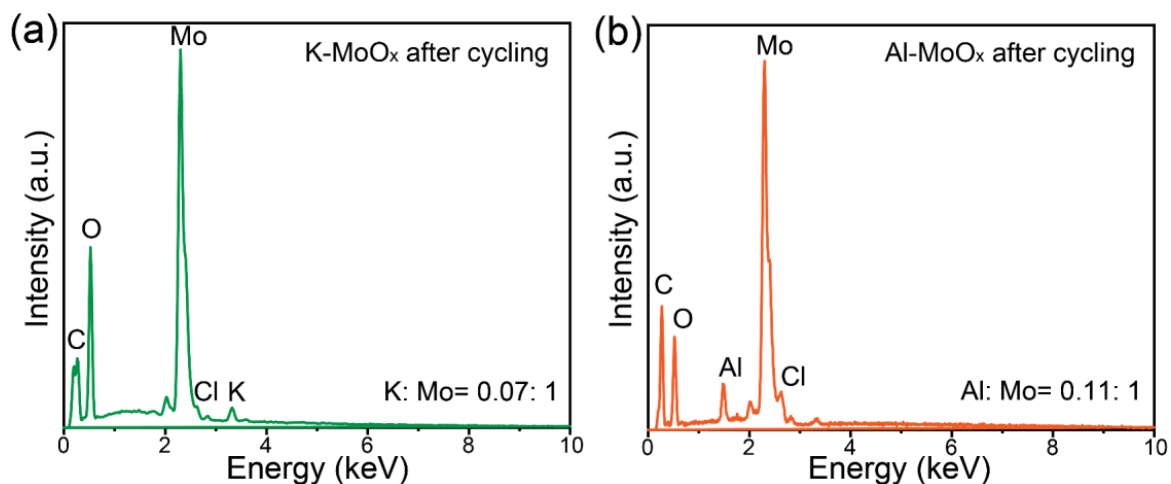 (a)
K-MoOₓ after cycling
Mo
O
C
Cl
K
K: Mo= 0.07: 1
Intensity (a.u.)
0
2
4
6
8
10
Energy (keV)
(b)
Al-MoOₓ after cycling
Mo
C
O
Al
Cl
Al: Mo= 0.11: 1
Intensity (a.u.)
0
2
4
6
8
10
Energy (keV)